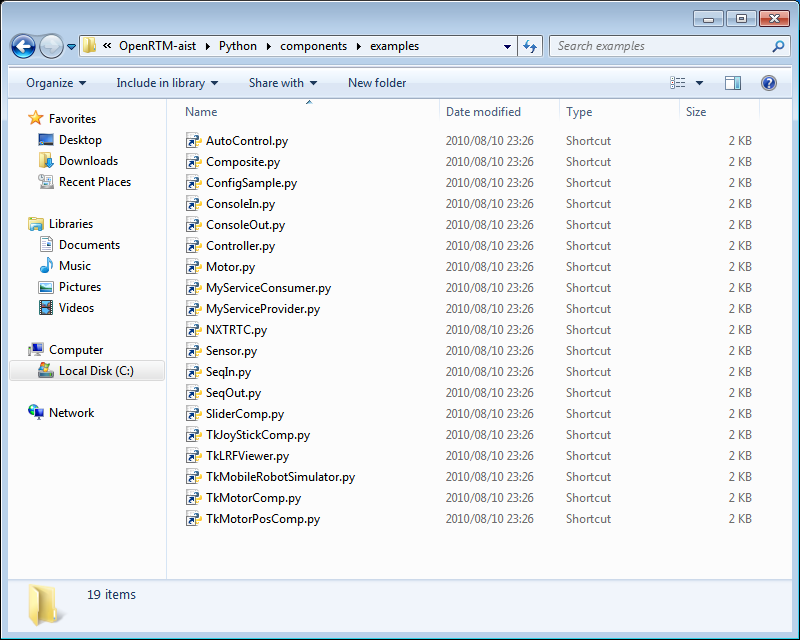 « OpenRTM-aist Python components examples Search examples
Organize Include in library Share with New folder
Favorites
Desktop
Downloads
Recent Places
Libraries
Documents
Music
Pictures
Videos
Computer
Local Disk (C:)
Network
Name Date modified Type Size
AutoControl.py 2010/08/10 23:26 Shortcut 2 KB
Composite.py 2010/08/10 23:26 Shortcut 2 KB
ConfigSample.py 2010/08/10 23:26 Shortcut 2 KB
ConsoleIn.py 2010/08/10 23:26 Shortcut 2 KB
ConsoleOut.py 2010/08/10 23:26 Shortcut 2 KB
Controller.py 2010/08/10 23:26 Shortcut 2 KB
Motor.py 2010/08/10 23:26 Shortcut 2 KB
MyServiceConsumer.py 2010/08/10 23:26 Shortcut 2 KB
MyServiceProvider.py 2010/08/10 23:26 Shortcut 2 KB
NXTRTC.py 2010/08/10 23:26 Shortcut 2 KB
Sensor.py 2010/08/10 23:26 Shortcut 2 KB
SeqIn.py 2010/08/10 23:26 Shortcut 2 KB
SeqOut.py 2010/08/10 23:26 Shortcut 2 KB
SliderComp.py 2010/08/10 23:26 Shortcut 2 KB
TkJoyStickComp.py 2010/08/10 23:26 Shortcut 2 KB
TkLRFViewer.py 2010/08/10 23:26 Shortcut 2 KB
TkMobileRobotSimulator.py 2010/08/10 23:26 Shortcut 2 KB
TkMotorComp.py 2010/08/10 23:26 Shortcut 2 KB
TkMotorPosComp.py 2010/08/10 23:26 Shortcut 2 KB
19 items